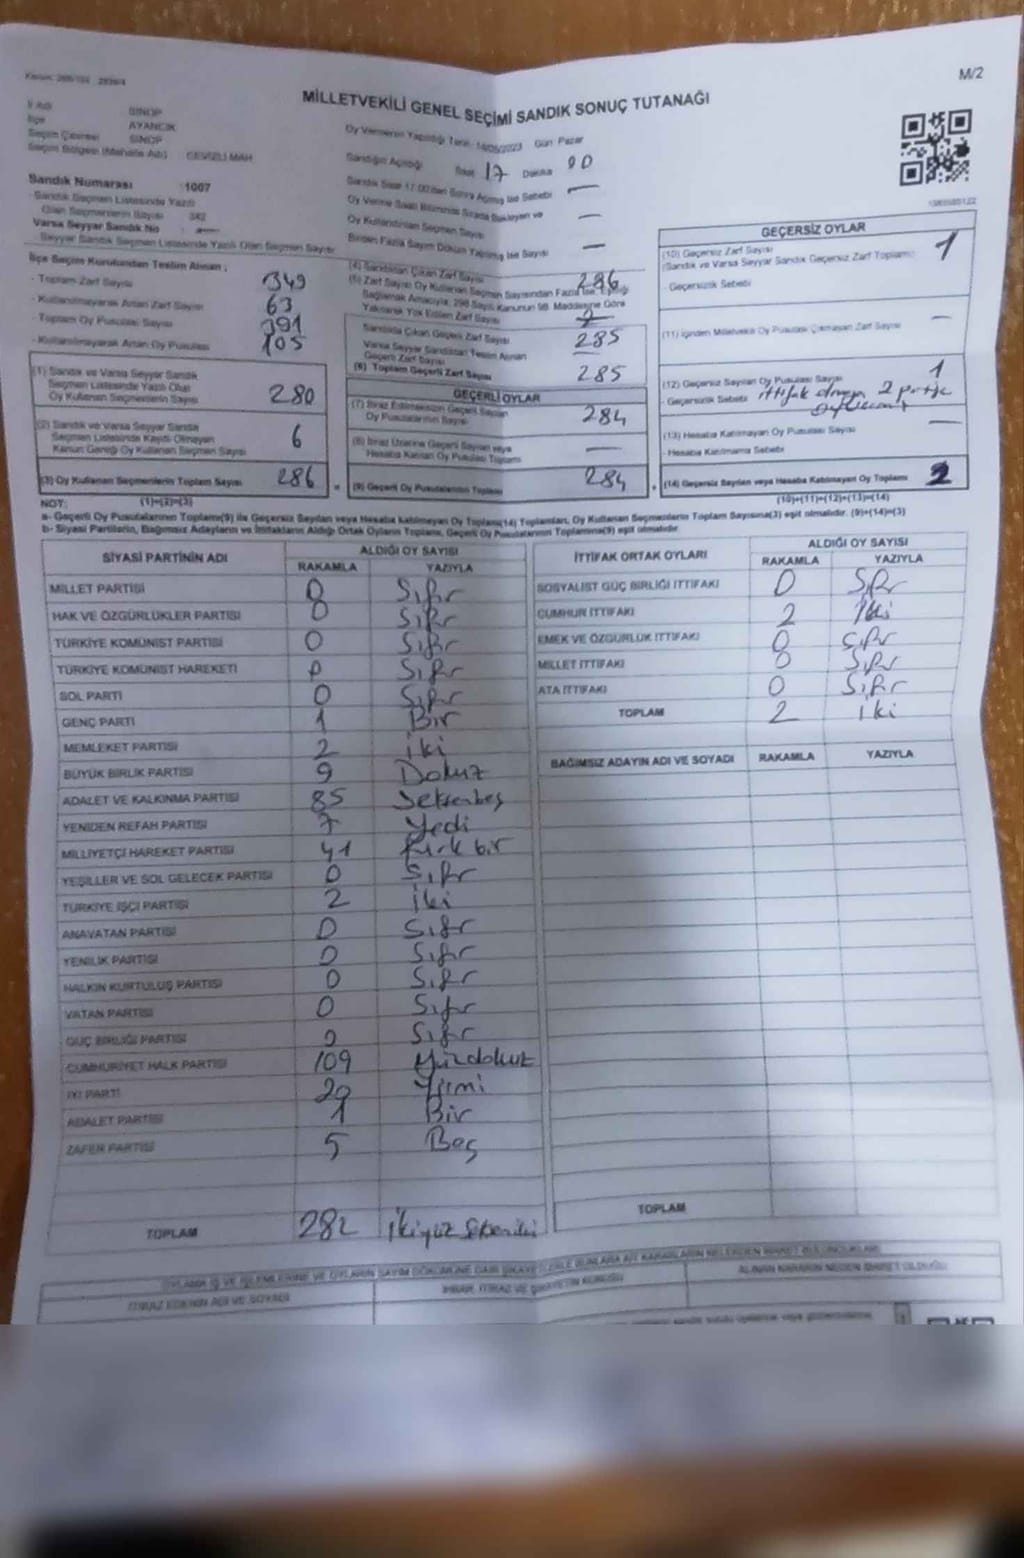 M/2
MİLLETVEKİLİ GENEL SEÇİMİ SANDIK SONUÇ TUTANAĞI
İl Adı SİNOP
İlçe AYANCIK
Seçim Çevresi SİNOP
Seçim Bölgesi (Mahalle Adı) CEVİZLİ MAH
Sandık Numarası :1007
Sandık Seçmen Listesinde Yazılı
Olan Seçmenlerin Sayısı 342
Varsa Seyyar Sandık No
Seyyar Sandık Seçmen Listesinde Yazılı Olan Seçmen Sayısı
Oy Vermenin Yapıldığı Tarih: 14/05/2023 Gün: Pazar
Sandığın Açıldığı Saat 17 Dakika 00
Sandık Saat 17:00'dan Sonra Açılmış İse Sebebi —
Oy Verme Saati Bitiminde Sırada Bekleyen ve
Oy Kullandırılan Seçmen Sayısı —
Birden Fazla Sayım Döküm Yapılmış İse Sayısı —
İlçe Seçim Kurulundan Teslim Alınan :
- Toplam Zarf Sayısı 349
- Kullanılmayarak Artan Zarf Sayısı 63
- Toplam Oy Pusulası Sayısı 391
- Kullanılmayarak Artan Oy Pusulası 105
(1) Sandık ve Varsa Seyyar Sandık
Seçmen Listesinde Yazılı Olup
Oy Kullanan Seçmenlerin Sayısı 280
(2) Sandık ve Varsa Seyyar Sandık
Seçmen Listesinde Kayıtlı Olmayan
Kanun Gereği Oy Kullanan Seçmen Sayısı 6
(3) Oy Kullanan Seçmenlerin Toplam Sayısı 286
(4) Sandıktan Çıkan Zarf Sayısı 286
(5) Zarf Sayısı Oy Kullanan Seçmen Sayısından Fazla İse, Eşitliği
Sağlamak Amacıyla, 298 Sayılı Kanunun 98. Maddesine Göre
Yakılarak Yok Edilen Zarf Sayısı
Sandıkta Çıkan Geçerli Zarf Sayısı 285
Varsa Seyyar Sandıktan Teslim Alınan
Geçerli Zarf Sayısı —
(6) Toplam Geçerli Zarf Sayısı 285
GEÇERLİ OYLAR
(7) İtiraz Edilmeksizin Geçerli Sayılan
Oy Pusulalarının Sayısı 284
(8) İtiraz Üzerine Geçerli Sayılan veya
Hesaba Katılan Oy Pusulası Toplamı —
(9) Geçerli Oy Pusulalarının Toplamı 284
GEÇERSİZ OYLAR
(10) Geçersiz Zarf Sayısı 1
(Sandık ve Varsa Seyyar Sandık Geçersiz Zarf Toplamı)
Geçersizlik Sebebi
(11) İçinden Milletvekili Oy Pusulası Çıkmayan Zarf Sayısı —
(12) Geçersiz Sayılan Oy Pusulası Sayısı 1
- Geçersizlik Sebebi ittifak olmayan 2 partiye
(13) Hesaba Katılmayan Oy Pusulası Sayısı —
- Hesaba Katılmama Sebebi
(14) Geçersiz Sayılan veya Hesaba Katılmayan Oy Toplamı 2
NOT: (1)+(2)=(3) (10)+(11)+(12)+(13)=(14)
a- Geçerli Oy Pusulalarının Toplamı(9) ile Geçersiz Sayılan veya Hesaba Katılmayan Oy Toplamı(14) Toplamları, Oy Kullanan Seçmenlerin Toplam Sayısına(3) eşit olmalıdır. (9)+(14)=(3)
b- Siyasi Partilerin, Bağımsız Adayların ve İttifakların Aldığı Ortak Oyların Toplamı, Geçerli Oy Pusulalarının Toplamına(9) eşit olmalıdır.
SİYASİ PARTİNİN ADI ALDIĞI OY SAYISI
RAKAMLA YAZIYLA
MİLLET PARTİSİ 0 Sıfır
HAK VE ÖZGÜRLÜKLER PARTİSİ 0 Sıfır
TÜRKİYE KOMÜNİST PARTİSİ 0 Sıfır
TÜRKİYE KOMÜNİST HAREKETİ 0 Sıfır
SOL PARTİ 0 Sıfır
GENÇ PARTİ 1 Bir
MEMLEKET PARTİSİ 2 İki
BÜYÜK BİRLİK PARTİSİ 9 Dokuz
ADALET VE KALKINMA PARTİSİ 85 Seksenbeş
YENİDEN REFAH PARTİSİ 7 Yedi
MİLLİYETÇİ HAREKET PARTİSİ 41 Kırk bir
YEŞİLLER VE SOL GELECEK PARTİSİ 0 Sıfır
TÜRKİYE İŞÇİ PARTİSİ 2 İki
ANAVATAN PARTİSİ 0 Sıfır
YENİLİK PARTİSİ 0 Sıfır
HALKIN KURTULUŞ PARTİSİ 0 Sıfır
VATAN PARTİSİ 0 Sıfır
GÜÇ BİRLİĞİ PARTİSİ 0 Sıfır
CUMHURİYET HALK PARTİSİ 109 Yüzdokuz
İYİ PARTİ 20 Yirmi
ADALET PARTİSİ 1 Bir
ZAFER PARTİSİ 5 Beş
TOPLAM 282 İkiyüz Seksen iki
İTTİFAK ORTAK OYLARI ALDIĞI OY SAYISI
RAKAMLA YAZIYLA
SOSYALİST GÜÇ BİRLİĞİ İTTİFAKI 0 Sıfır
CUMHUR İTTİFAKI 2 İki
EMEK VE ÖZGÜRLÜK İTTİFAKI 0 Sıfır
MİLLET İTTİFAKI 0 Sıfır
ATA İTTİFAKI 0 Sıfır
TOPLAM 2 İki
BAĞIMSIZ ADAYIN ADI VE SOYADI RAKAMLA YAZIYLA
TOPLAM
İTİRAZ EDENİN ADI VE SOYADI
ALINAN KARARIN NEDEN İBARET OLDUĞU